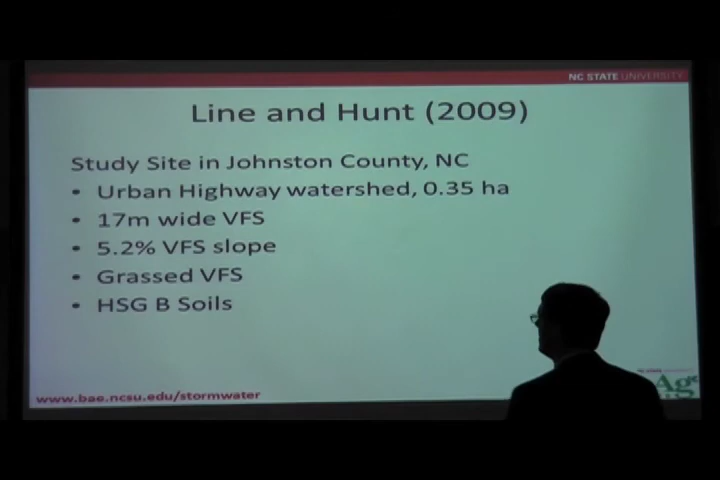 NC STATE UNIVERSITY
Line and Hunt (2009)
Study Site in Johnston County, NC
• Urban Highway watershed, 0.35 ha
• 17m wide VFS
• 5.2% VFS slope
• Grassed VFS
• HSG B Soils
www.bae.ncsu.edu/stormwater
Ag